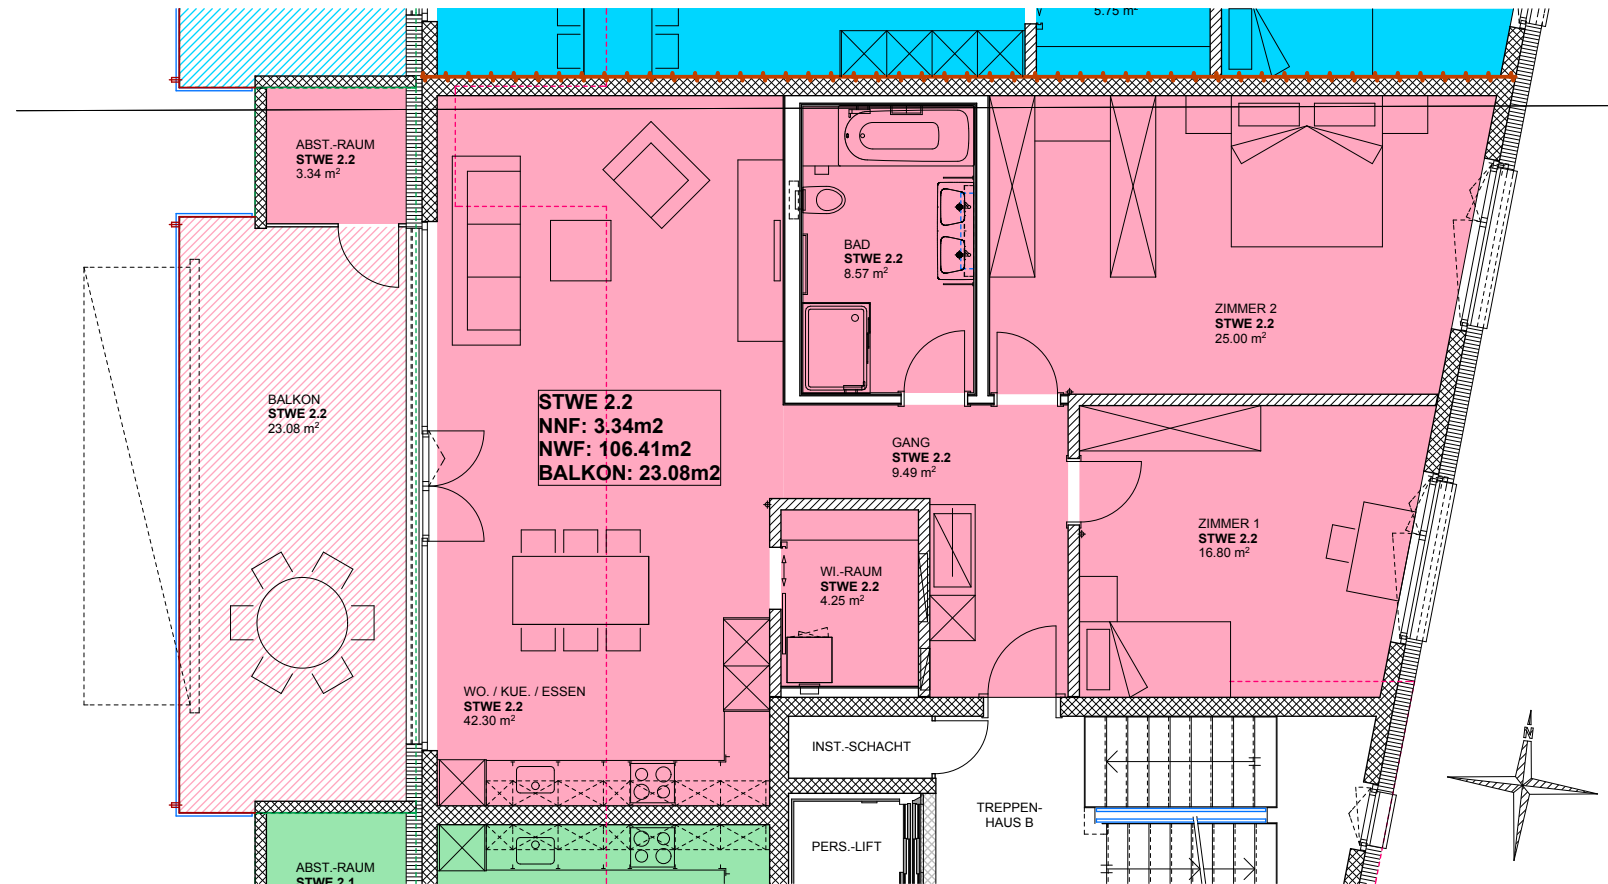 5.75 m²
ABST.-RAUM
STWE 2.2
3.34 m²
BAD
STWE 2.2
8.57 m²
ZIMMER 2
STWE 2.2
25.00 m²
BALKON
STWE 2.2
23.08 m²
STWE 2.2
NNF: 3.34m2
NWF: 106.41m2
BALKON: 23.08m2
GANG
STWE 2.2
9.49 m²
ZIMMER 1
STWE 2.2
16.80 m²
WI.-RAUM
STWE 2.2
4.25 m²
WO. / KUE. / ESSEN
STWE 2.2
42.30 m²
INST.-SCHACHT
N
TREPPEN-
HAUS B
PERS.-LIFT
ABST.-RAUM
STWE 2.1